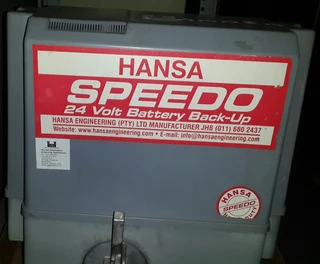 HANSA
SPEEDO
24 Volt Battery Back-Up
HANSA ENGINEERING (PTY) LTD MANUFACTURER JHB (011) 680 2437
Website: www.hansaengineering.com • E-mail: info@hansaengineering.com
HANSA
SPEEDO